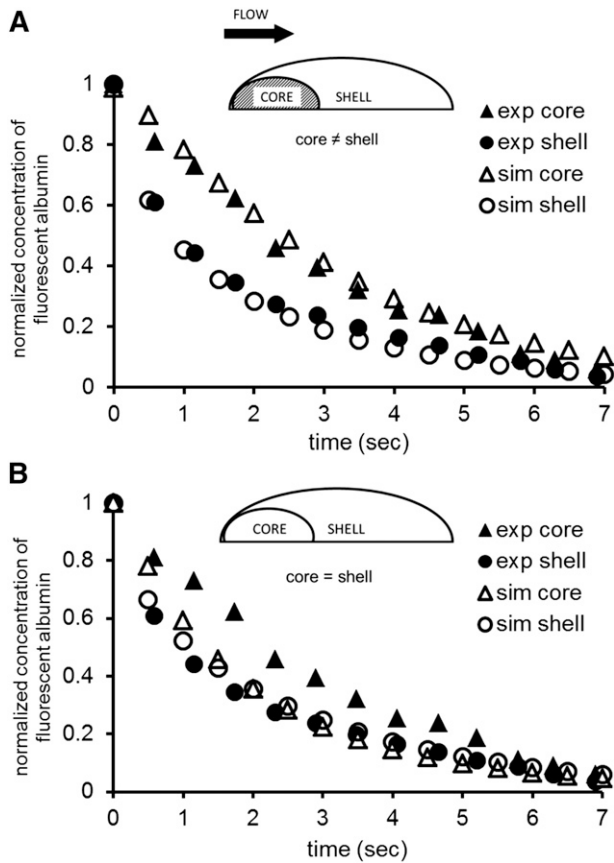 A
FLOW
CORE
SHELL
core ≠ shell
▲ exp core
● exp shell
△ sim core
○ sim shell
normalized concentration of
fluorescent albumin
1
0.8
0.6
0.4
0.2
0
0 1 2 3 4 5 6 7
time (sec)
B
CORE
SHELL
core = shell
▲ exp core
● exp shell
△ sim core
○ sim shell
normalized concentration of
fluorescent albumin
1
0.8
0.6
0.4
0.2
0
0 1 2 3 4 5 6 7
time (sec)